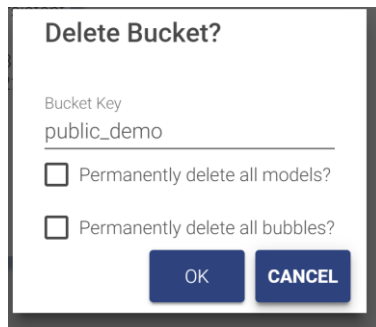 Delete Bucket?
Bucket Key
public_demo
Permanently delete all models?
Permanently delete all bubbles?
OK CANCEL